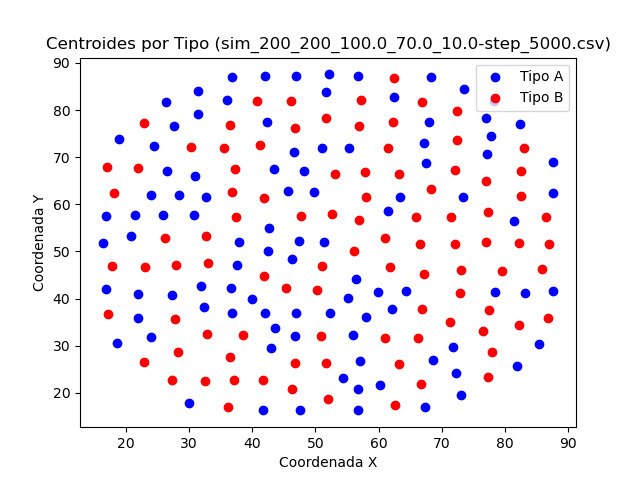 Centroides por Tipo (sim_200_200_100.0_70.0_10.0-step_5000.csv)
Tipo A
Tipo B
90
80
70
60
50
40
30
20
Coordenada Y
20 30 40 50 60 70 80 90
Coordenada X